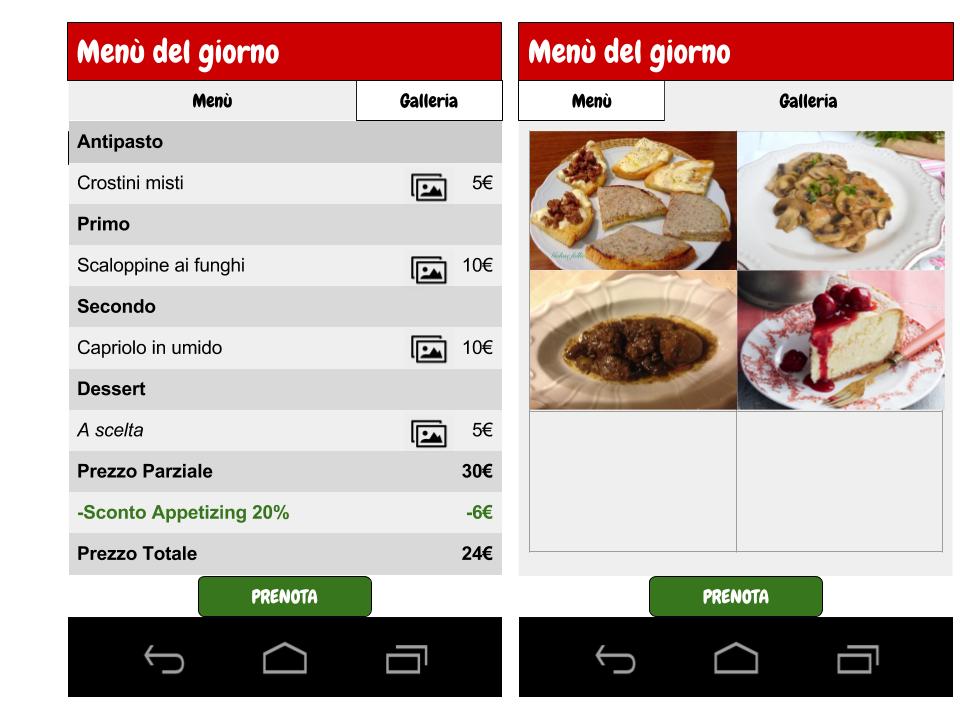 Menù del giorno
Menù Galleria
Antipasto
Crostini misti 5€
Primo
Scaloppine ai funghi 10€
Secondo
Capriolo in umido 10€
Dessert
A scelta 5€
Prezzo Parziale 30€
-Sconto Appetizing 20% -6€
Prezzo Totale 24€
PRENOTA
Menù del giorno
Menù Galleria
PRENOTA